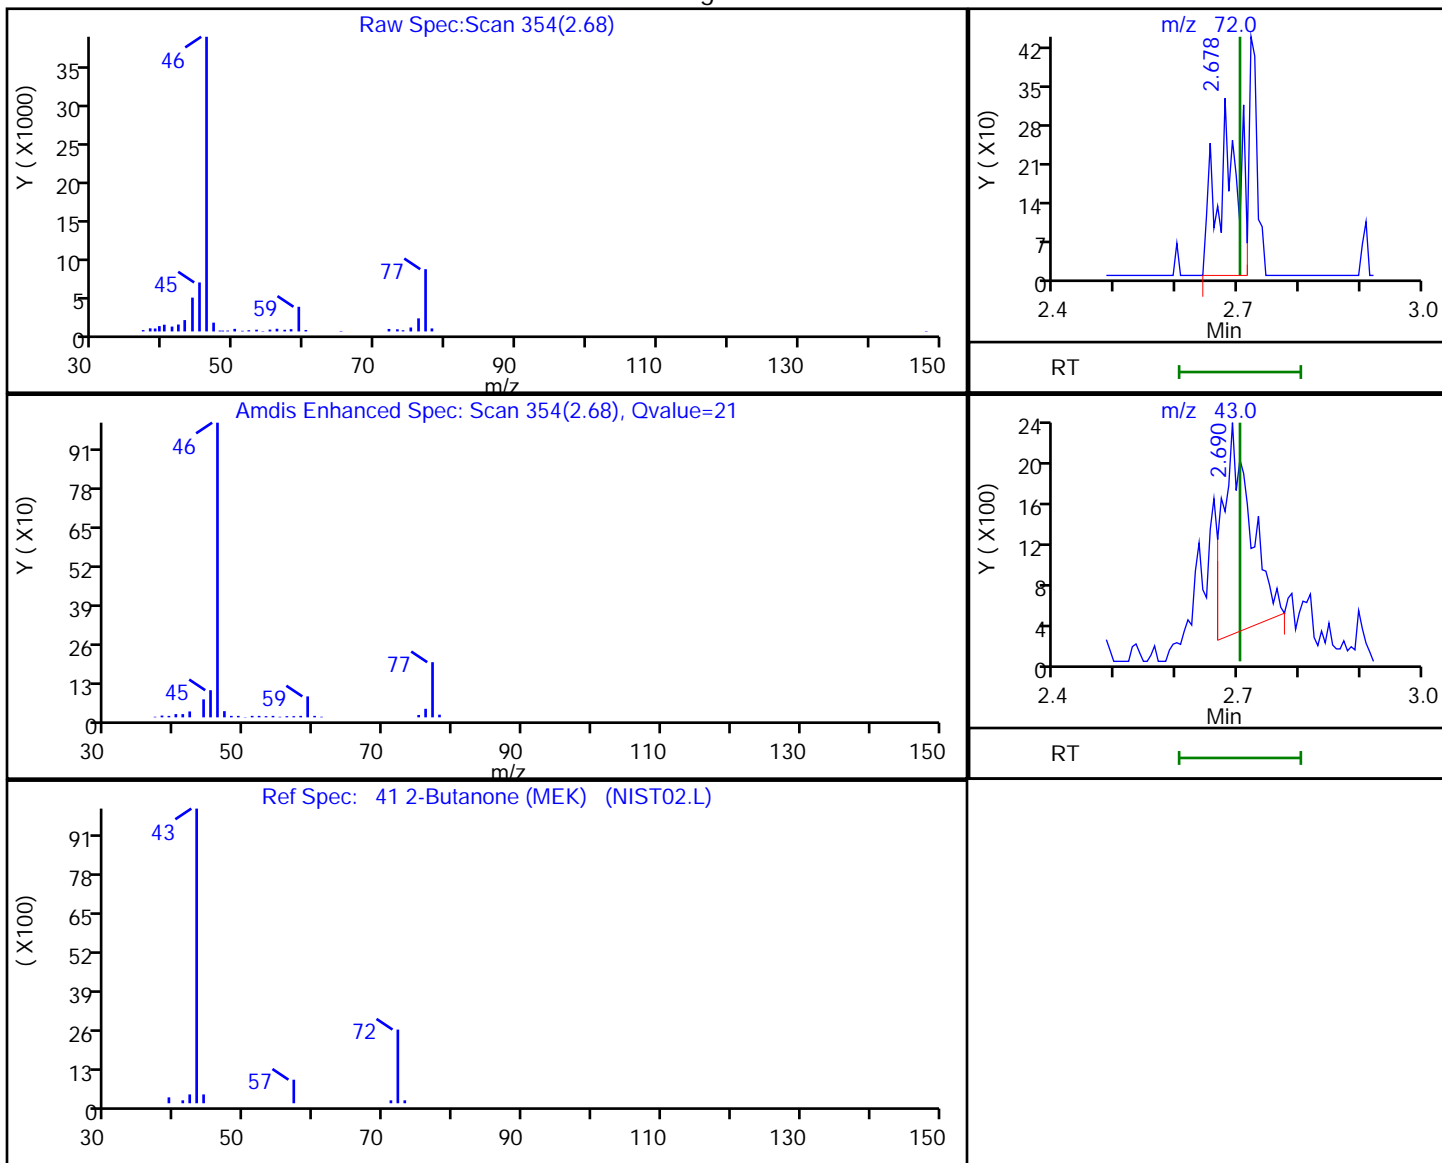 Raw Spec:Scan 354(2.68)
46
45
59
77
Y ( X1000)
35
30
25
20
15
10
5
0
30 50 70 90 110 130 150
m/z
m/z 72.0
2.678
Y ( X10)
42
35
28
21
14
7
0
2.4 2.7 3.0
Min
RT
Amdis Enhanced Spec: Scan 354(2.68), Qvalue=21
46
45
59
77
Y ( X10)
91
78
65
52
39
26
13
0
30 50 70 90 110 130 150
m/z
m/z 43.0
2.690
Y ( X100)
24
20
16
12
8
4
0
2.4 2.7 3.0
Min
RT
Ref Spec: 41 2-Butanone (MEK) (NIST02.L)
43
57
72
( X100)
91
78
65
52
39
26
13
0
30 50 70 90 110 130 150